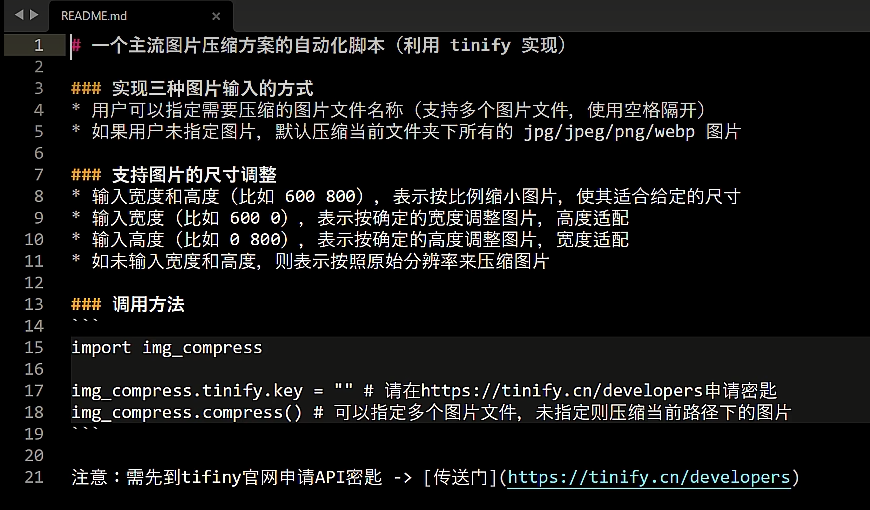 README.md
1 # 一个主流图片压缩方案的自动化脚本（利用 tinify 实现）
2
3 ### 实现三种图片输入的方式
4 * 用户可以指定需要压缩的图片文件名称（支持多个图片文件，使用空格隔开）
5 * 如果用户未指定图片，默认压缩当前文件夹下所有的 jpg/jpeg/png/webp 图片
6
7 ### 支持图片的尺寸调整
8 * 输入宽度和高度（比如 600 800），表示按比例缩小图片，使其适合给定的尺寸
9 * 输入宽度（比如 600 0），表示按确定的宽度调整图片，高度适配
10 * 输入高度（比如 0 800），表示按确定的高度调整图片，宽度适配
11 * 如未输入宽度和高度，则表示按照原始分辨率来压缩图片
12
13 ### 调用方法
14 ```
15 import img_compress
16
17 img_compress.tinify.key = "" # 请在https://tinify.cn/developers申请密匙
18 img_compress.compress() # 可以指定多个图片文件，未指定则压缩当前路径下的图片
19 ```
20
21 注意：需先到tifiny官网申请API密匙 -> [传送门](https://tinify.cn/developers)